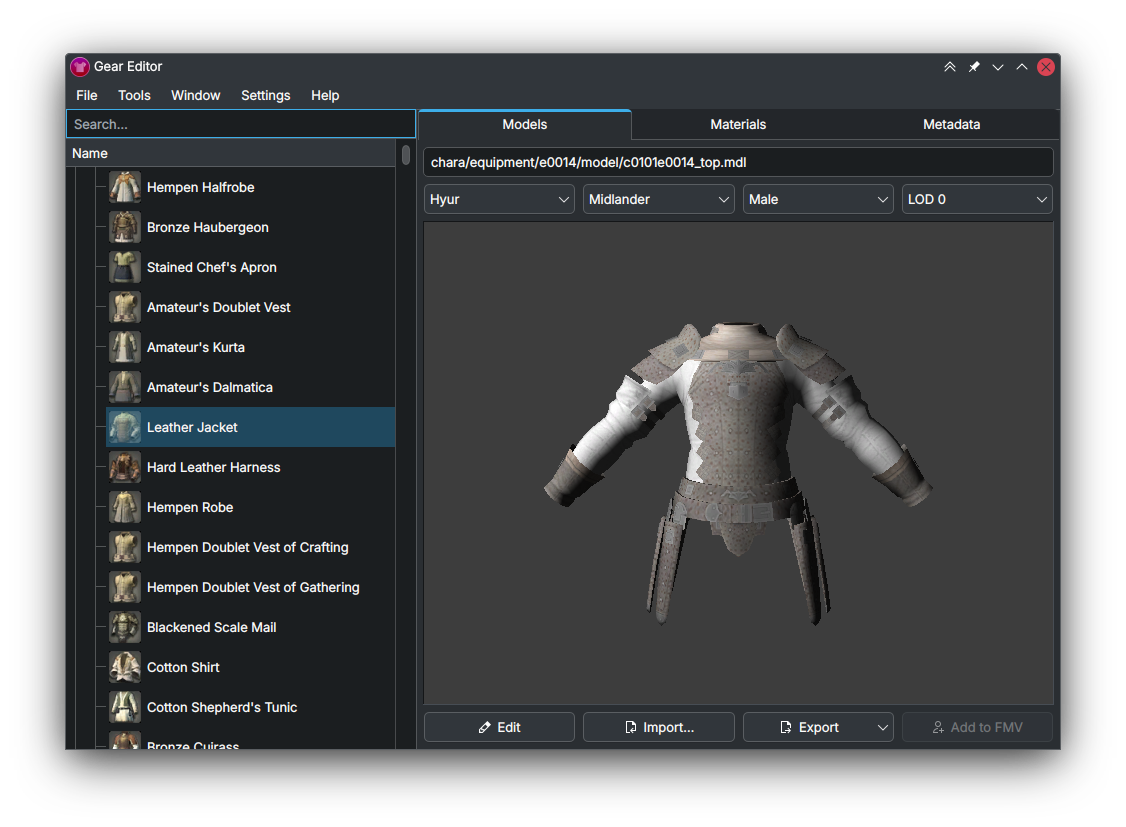 Gear Editor
File Tools Window Settings Help
Search...
Name
Hempen Halfrobe
Bronze Haubergeon
Stained Chef's Apron
Amateur's Doublet Vest
Amateur's Kurta
Amateur's Dalmatica
Leather Jacket
Hard Leather Harness
Hempen Robe
Hempen Doublet Vest of Crafting
Hempen Doublet Vest of Gathering
Blackened Scale Mail
Cotton Shirt
Cotton Shepherd's Tunic
Bronze Cuirass
Models Materials Metadata
chara/equipment/e0014/model/c0101e0014_top.mdl
Hyur Midlander Male LOD 0
Edit Import... Export Add to FMV